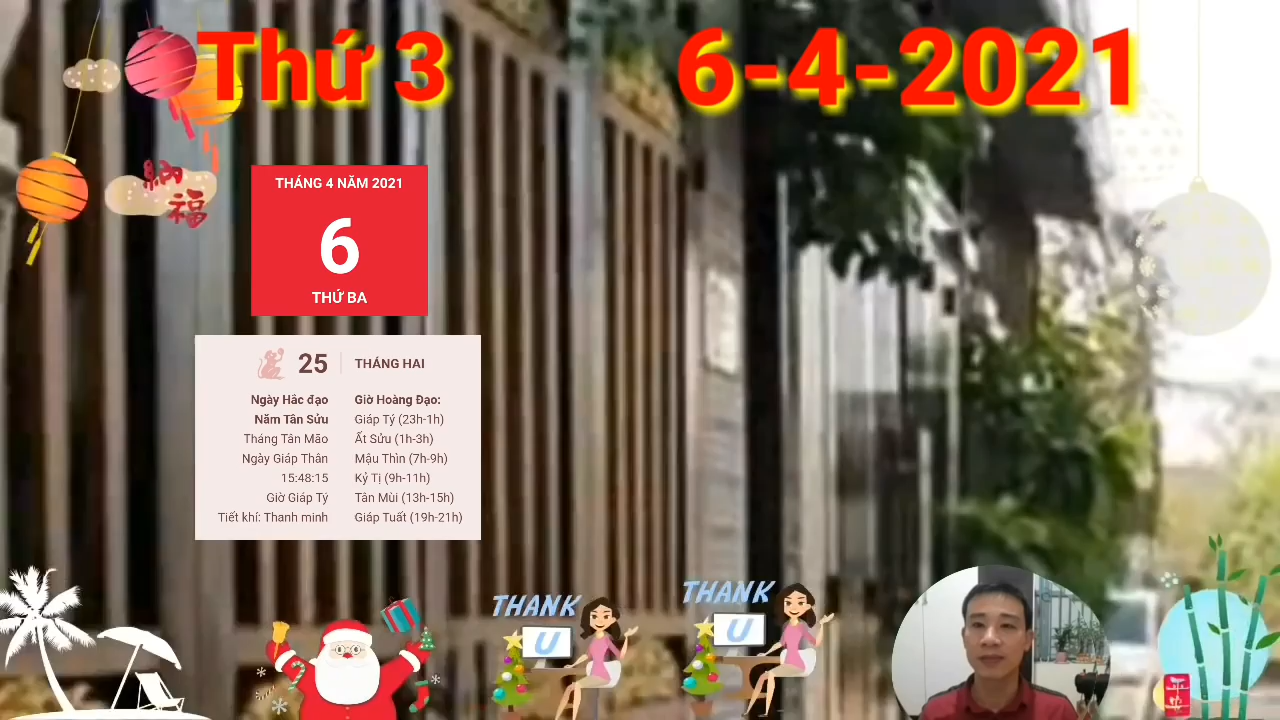 Thứ 3
6-4-2021
納
福
THÁNG 4 NĂM 2021
6
THỨ BA
25
THÁNG HAI
Ngày Hắc đạo
Năm Tân Sửu
Tháng Tân Mão
Ngày Giáp Thân
15:48:15
Giờ Giáp Tý
Tiết khí: Thanh minh
Giờ Hoàng Đạo:
Giáp Tý (23h-1h)
Ất Sửu (1h-3h)
Mậu Thìn (7h-9h)
Kỷ Tị (9h-11h)
Tân Mùi (13h-15h)
Giáp Tuất (19h-21h)
THANK
U
THANK
U